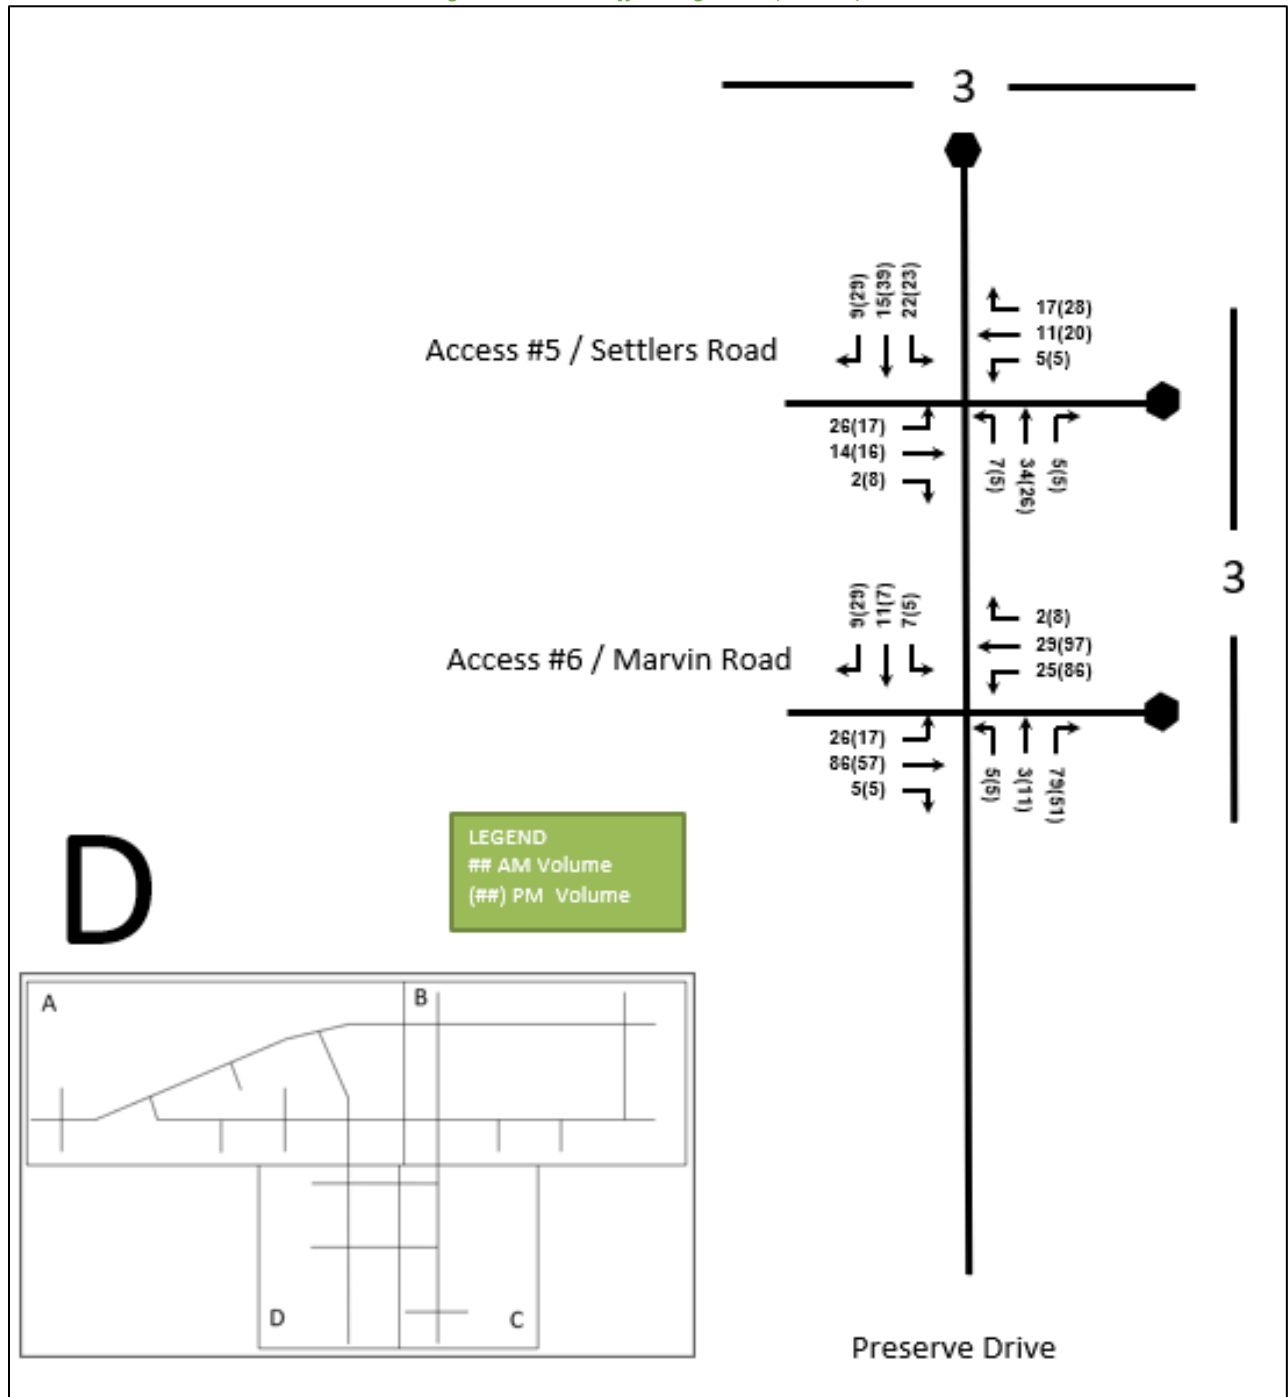 3
9(29)
15(39)
22(23)
17(28)
11(20)
5(5)
Access #5 / Settlers Road
26(17)
14(16)
2(8)
7(5)
34(26)
5(5)
3
9(29)
11(7)
7(5)
2(8)
29(97)
25(86)
Access #6 / Marvin Road
26(17)
86(57)
5(5)
5(5)
3(11)
79(51)
LEGEND
## AM Volume
(##) PM  Volume
D
A
B
D
C
Preserve Drive